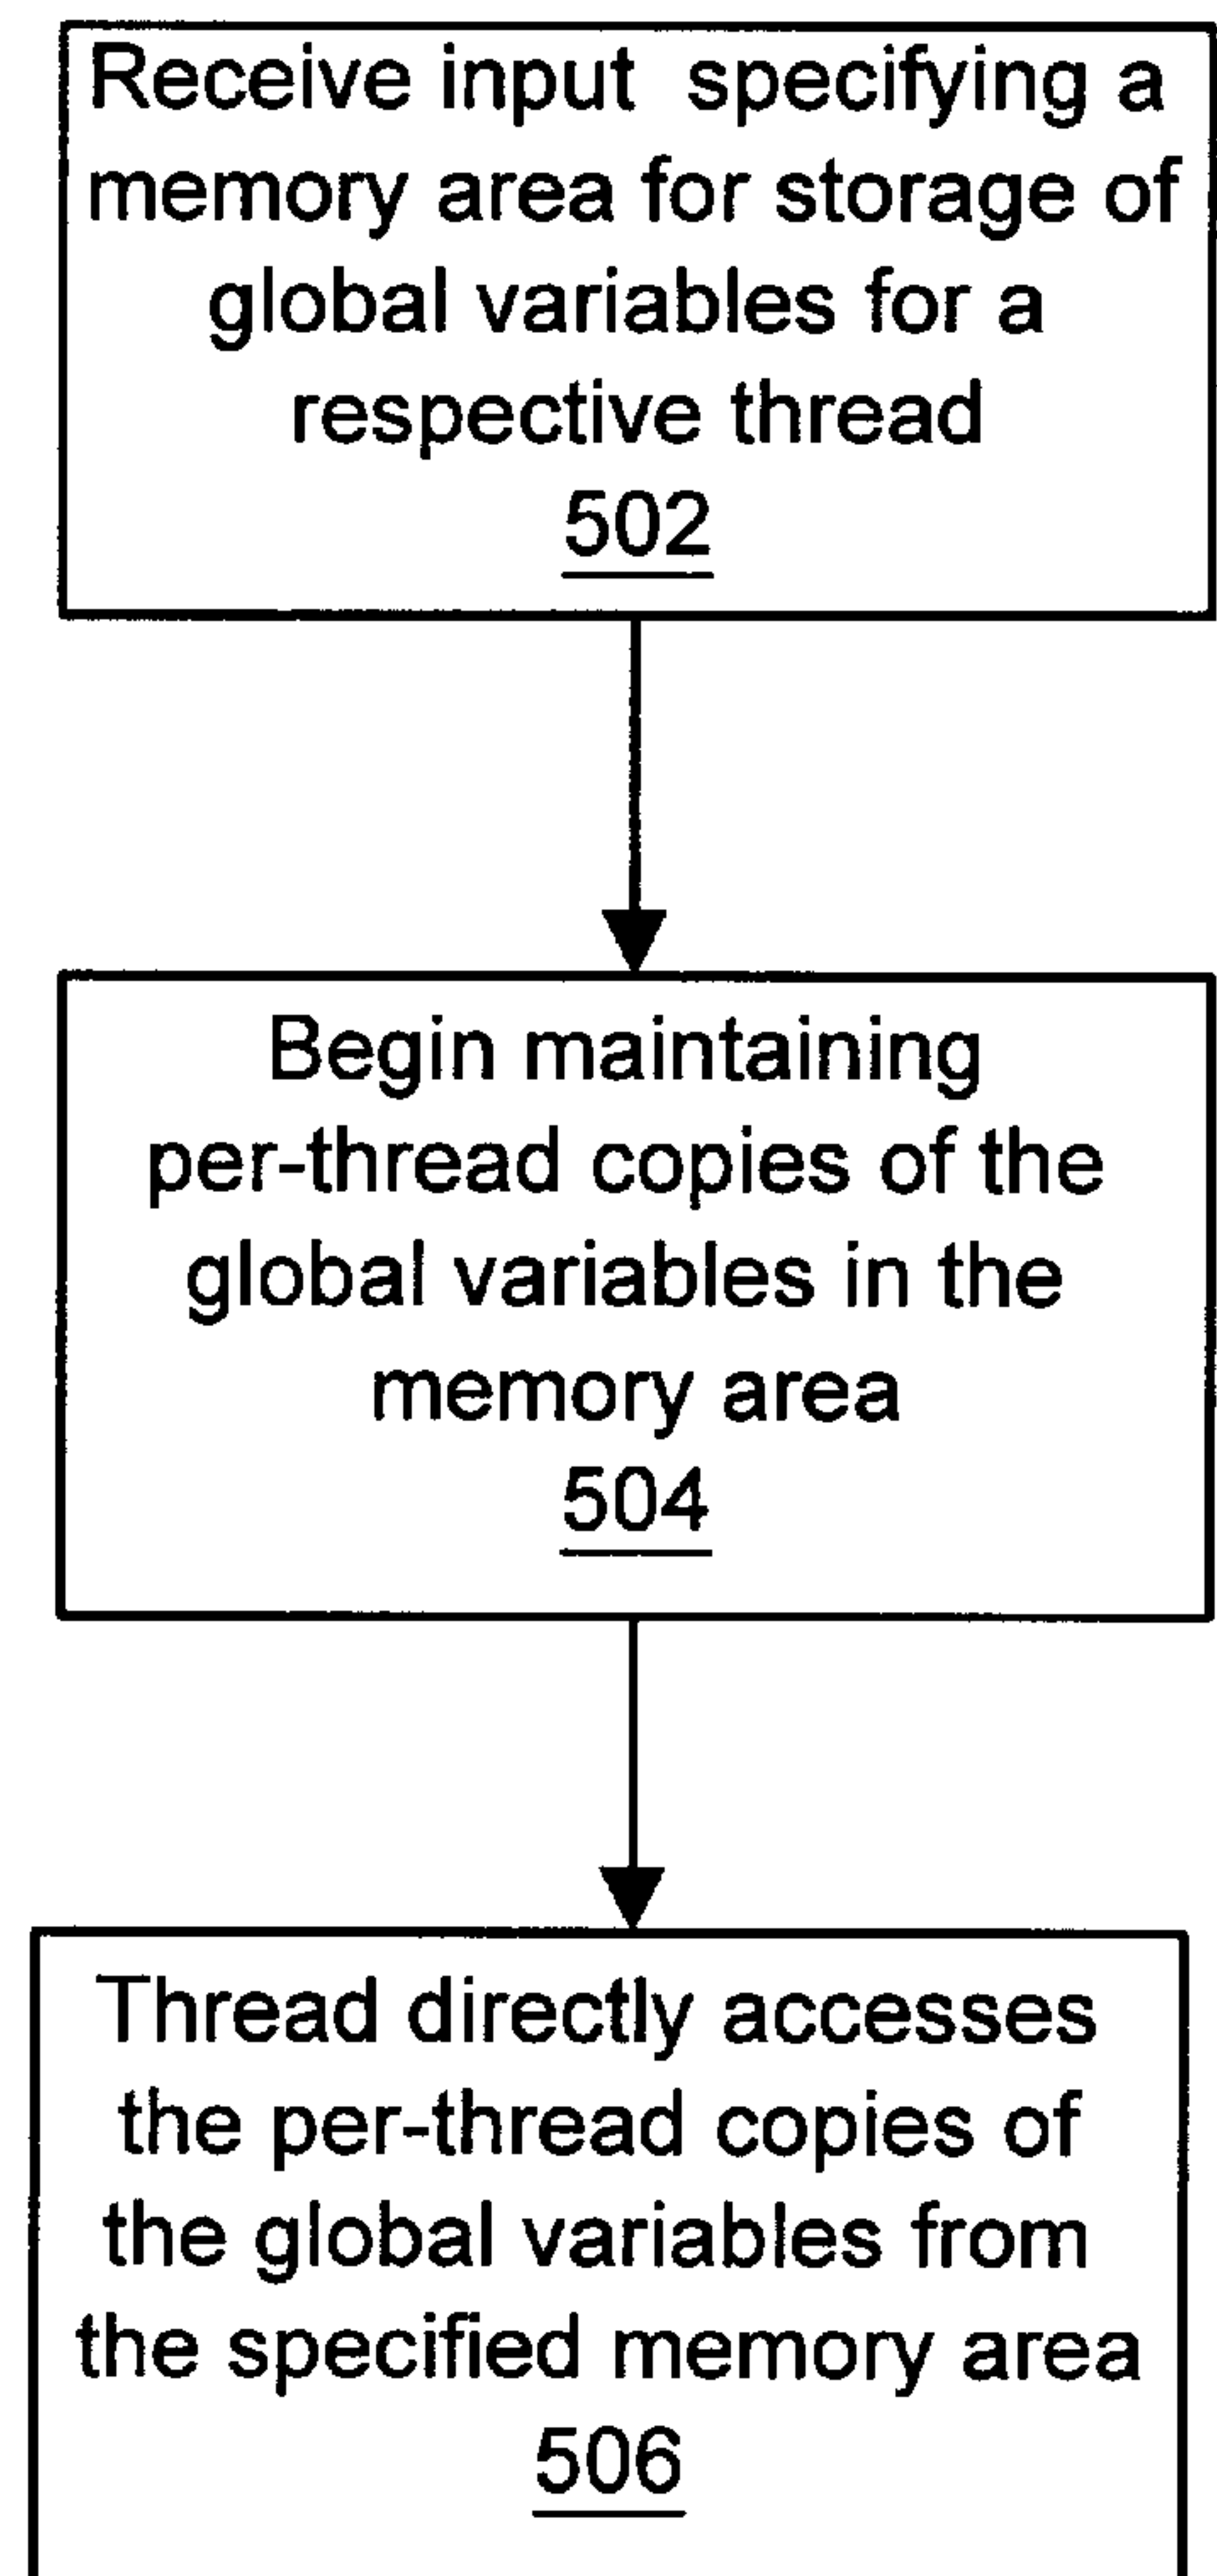 Receive input specifying a
memory area for storage of
global variables for a
respective thread
502
Begin maintaining
per-thread copies of the
global variables in the
memory area
504
Thread directly accesses
the per-thread copies of
the global variables from
the specified memory area
506